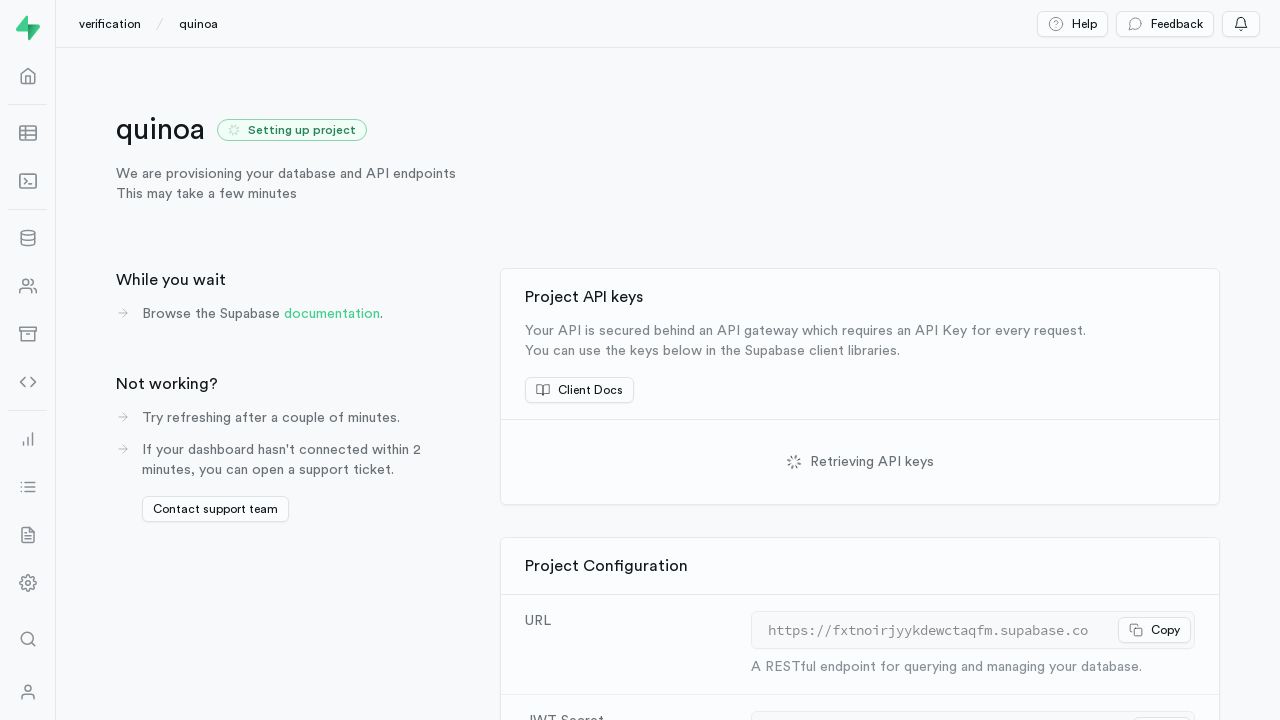 verification / quinoa
Help
Feedback
quinoa
Setting up project
We are provisioning your database and API endpoints
This may take a few minutes
While you wait
Browse the Supabase documentation.
Not working?
Try refreshing after a couple of minutes.
If your dashboard hasn't connected within 2
minutes, you can open a support ticket.
Contact support team
Project API keys
Your API is secured behind an API gateway which requires an API Key for every request.
You can use the keys below in the Supabase client libraries.
Client Docs
Retrieving API keys
Project Configuration
URL
https://fxtnoirjyykdewctaqfm.supabase.co
Copy
A RESTful endpoint for querying and managing your database.
JWT Secret